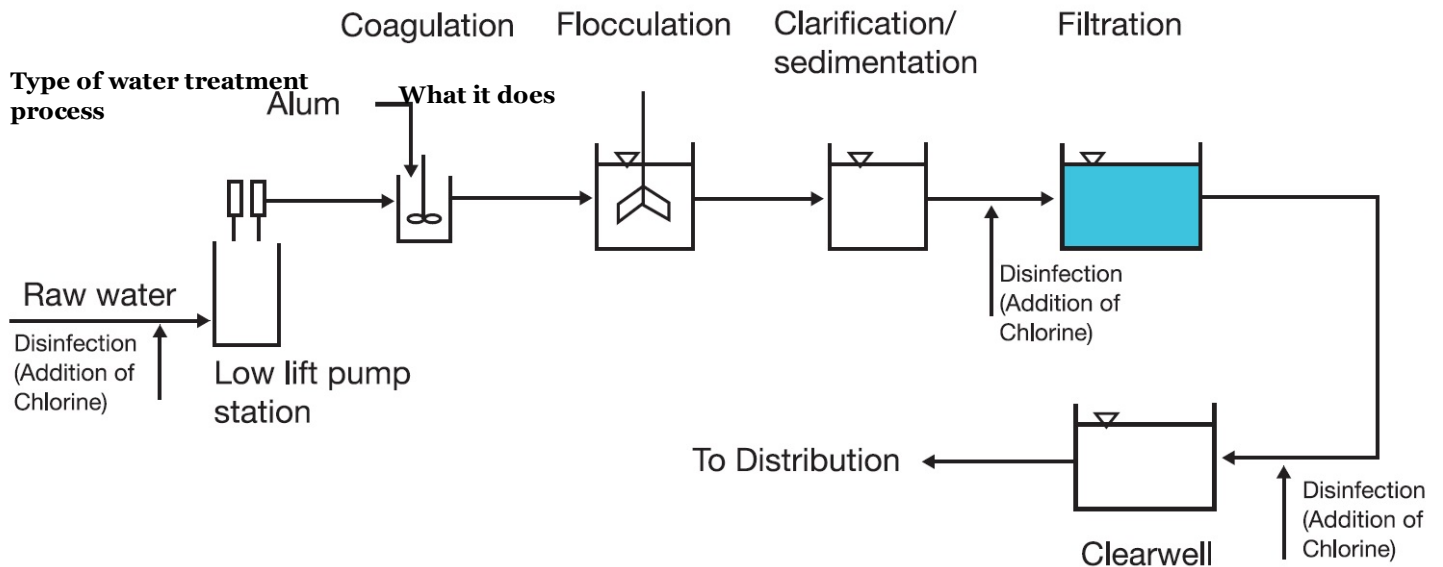 Coagulation
Flocculation
Clarification/
sedimentation
Filtration
Type of water treatment
process
What it does
Alum
Raw water
Disinfection
(Addition of
Chlorine)
Low lift pump
station
Disinfection
(Addition of
Chlorine)
To Distribution
Clearwell
Disinfection
(Addition of
Chlorine)